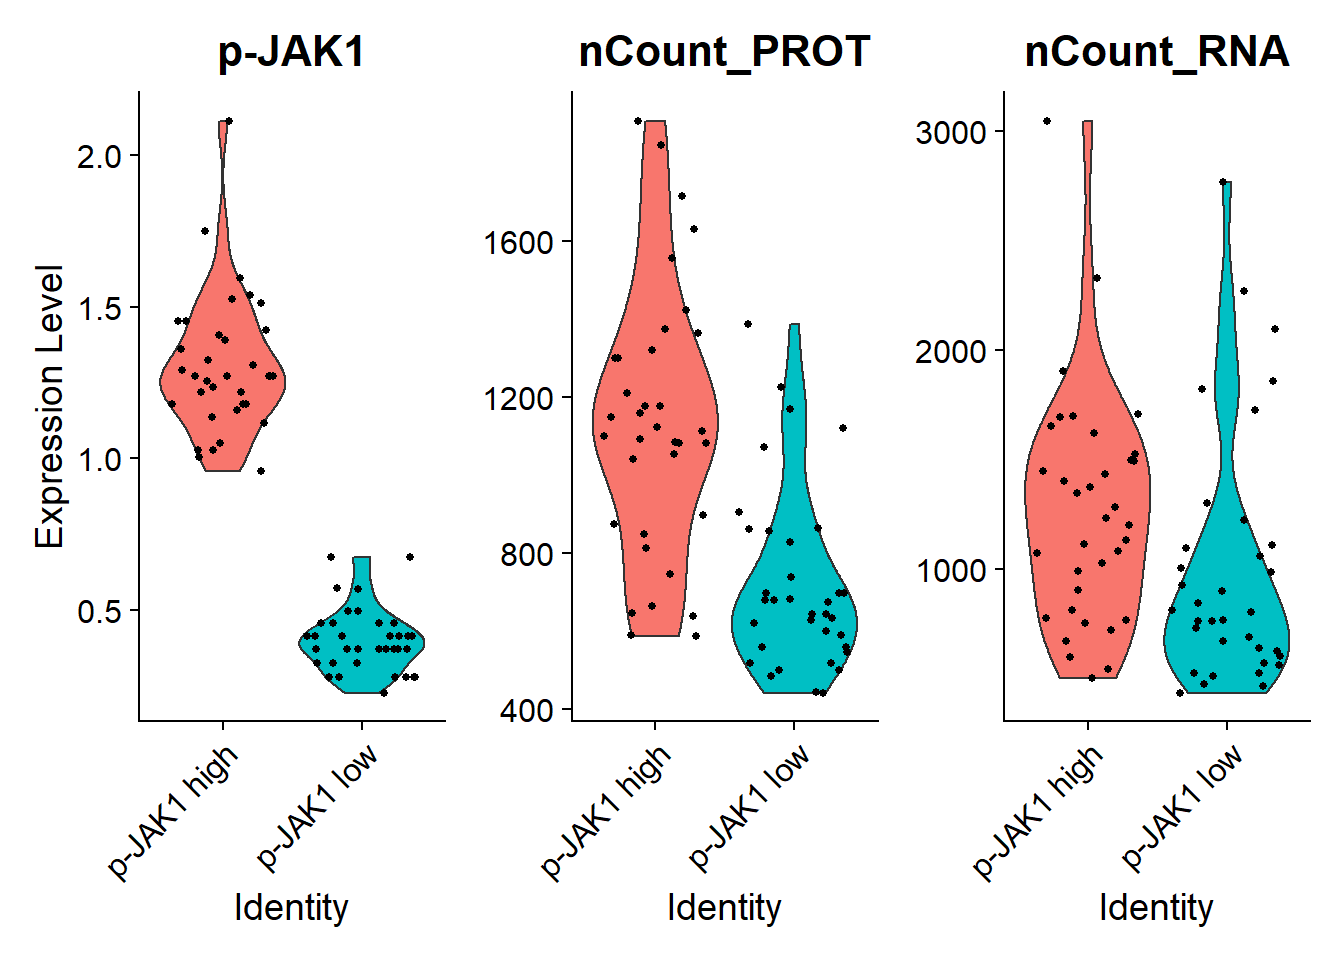 p-JAK1
nCount_PROT
nCount_RNA
Expression Level
2.0
1.5
1.0
0.5
1600
1200
800
400
3000
2000
1000
p-JAK1 high
p-JAK1 low
p-JAK1 high
p-JAK1 low
p-JAK1 high
p-JAK1 low
Identity
Identity
Identity